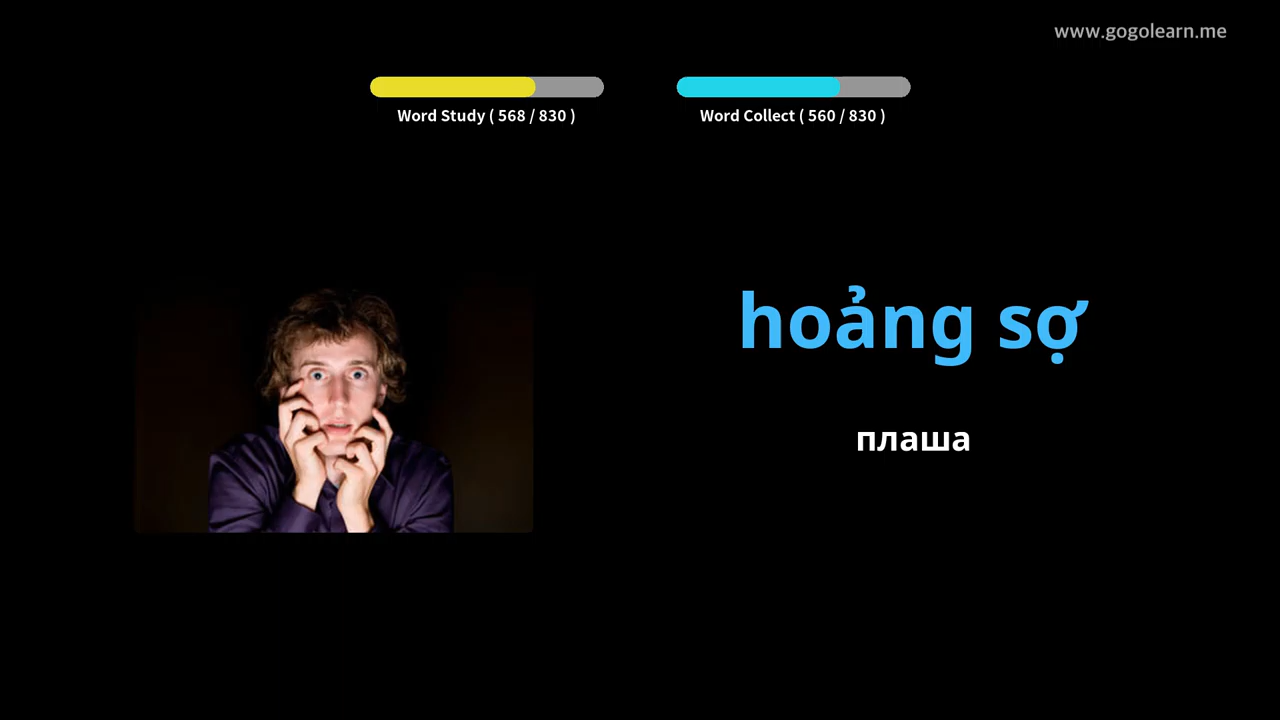 www.gogolearn.me
Word Study ( 568 / 830 )
Word Collect ( 560 / 830 )
hoảng sợ
плаша